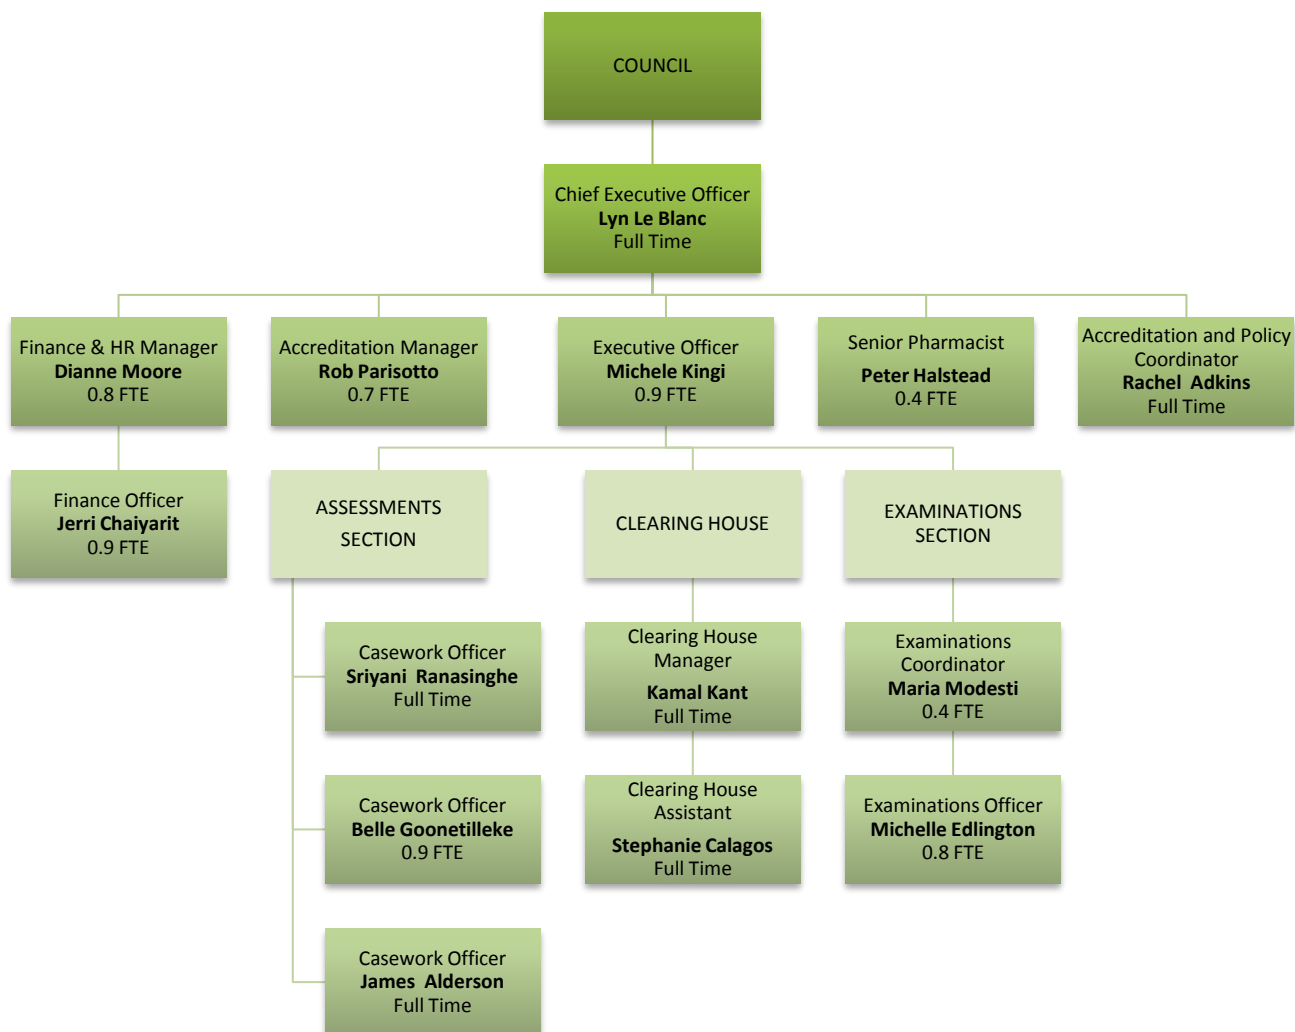 COUNCIL
Chief Executive Officer
Lyn Le Blanc
Full Time
Finance & HR Manager
Dianne Moore
0.8 FTE
Accreditation Manager
Rob Parisotto
0.7 FTE
Executive Officer
Michele Kingi
0.9 FTE
Senior Pharmacist
Peter Halstead
0.4 FTE
Accreditation and Policy
Coordinator
Rachel Adkins
Full Time
Finance Officer
Jerri Chaiyarit
0.9 FTE
ASSESSMENTS
SECTION
CLEARING HOUSE
EXAMINATIONS
SECTION
Casework Officer
Sriyani Ranasinghe
Full Time
Clearing House
Manager
Kamal Kant
Full Time
Examinations
Coordinator
Maria Modesti
0.4 FTE
Casework Officer
Belle Goonetilleke
0.9 FTE
Clearing House
Assistant
Stephanie Calagos
Full Time
Examinations Officer
Michelle Edlington
0.8 FTE
Casework Officer
James Alderson
Full Time